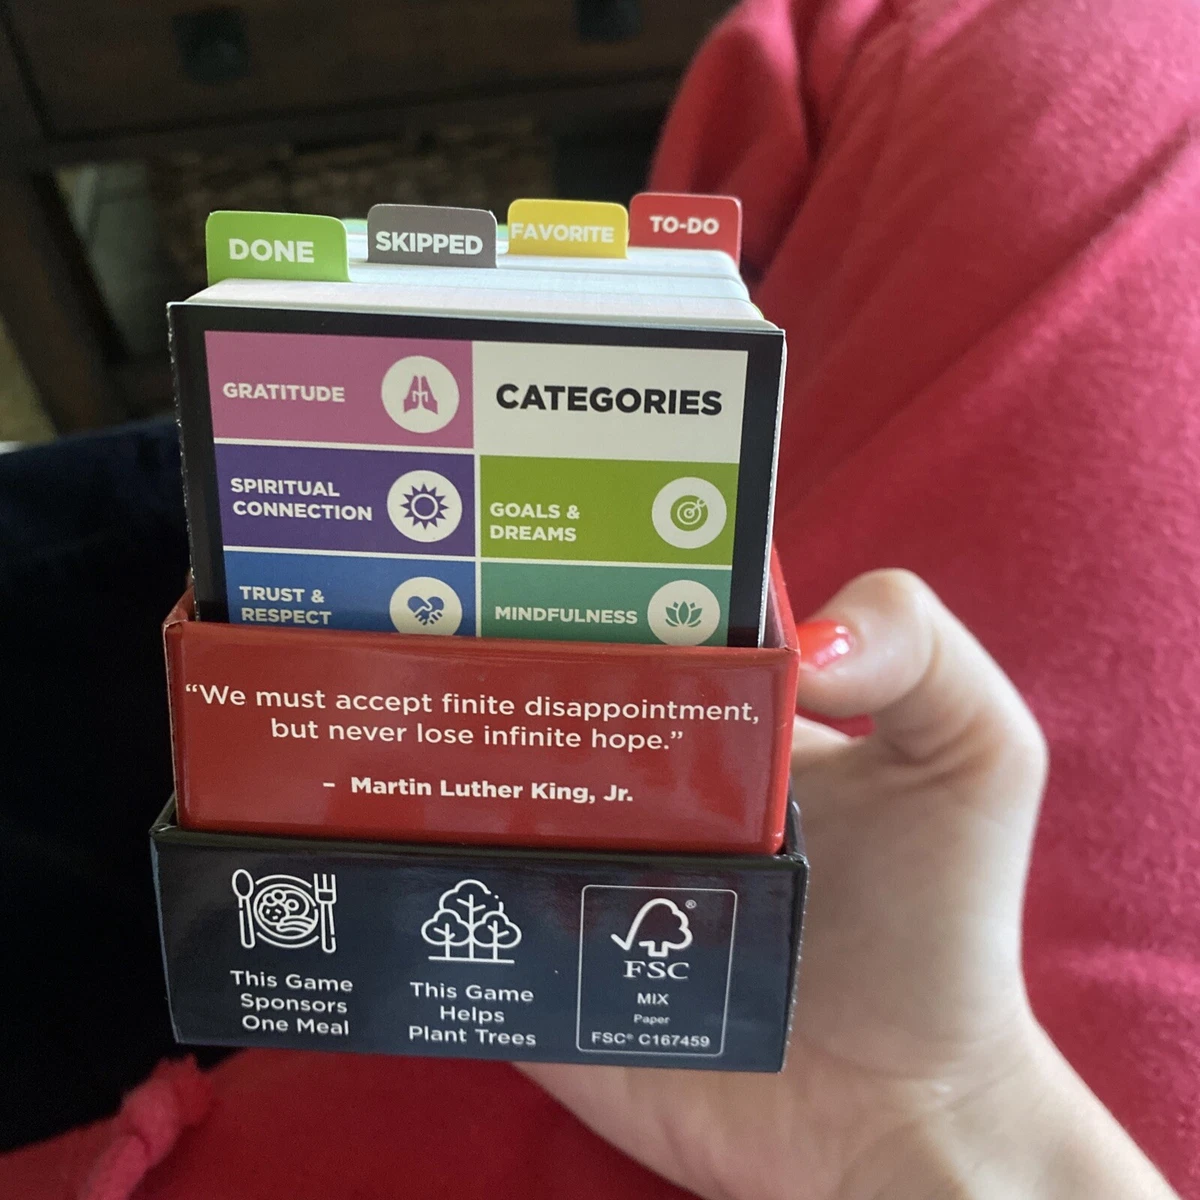 DONE
SKIPPED
FAVORITE
TO-DO
GRATITUDE
CATEGORIES
SPIRITUAL
CONNECTION
GOALS &
DREAMS
TRUST &
RESPECT
MINDFULNESS
“We must accept finite disappointment,
but never lose infinite hope.”
– Martin Luther King, Jr.
This Game
Sponsors
One Meal
This Game
Helps
Plant Trees
®
FSC
MIX
Paper
FSC® C167459